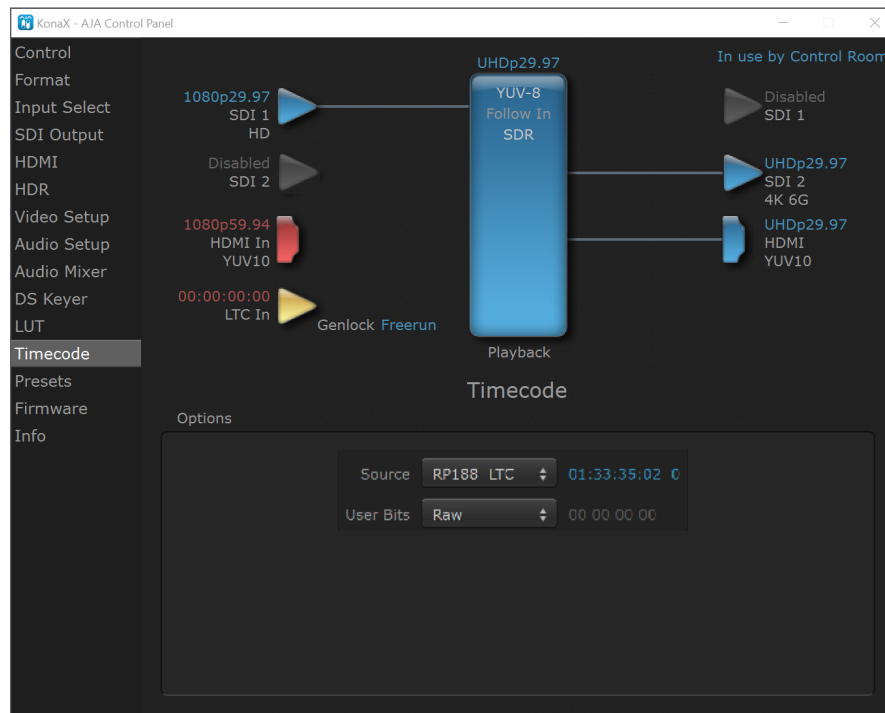 KonaX - AJA Control Panel
Control
Format
Input Select
SDI Output
HDMI
HDR
Video Setup
Audio Setup
Audio Mixer
DS Keyer
LUT
Timecode
Presets
Firmware
Info
UHDp29.97
In use by Control Room
1080p29.97
SDI 1
HD
Disabled
SDI 2
1080p59.94
HDMI In
YUV10
00:00:00:00
LTC In
Genlock Freerun
YUV-8
Follow In
SDR
Playback
Disabled
SDI 1
UHDp29.97
SDI 2
4K 6G
UHDp29.97
HDMI
YUV10
Timecode
Options
Source RP188 LTC 01:33:35:02 0
User Bits Raw 00 00 00 00